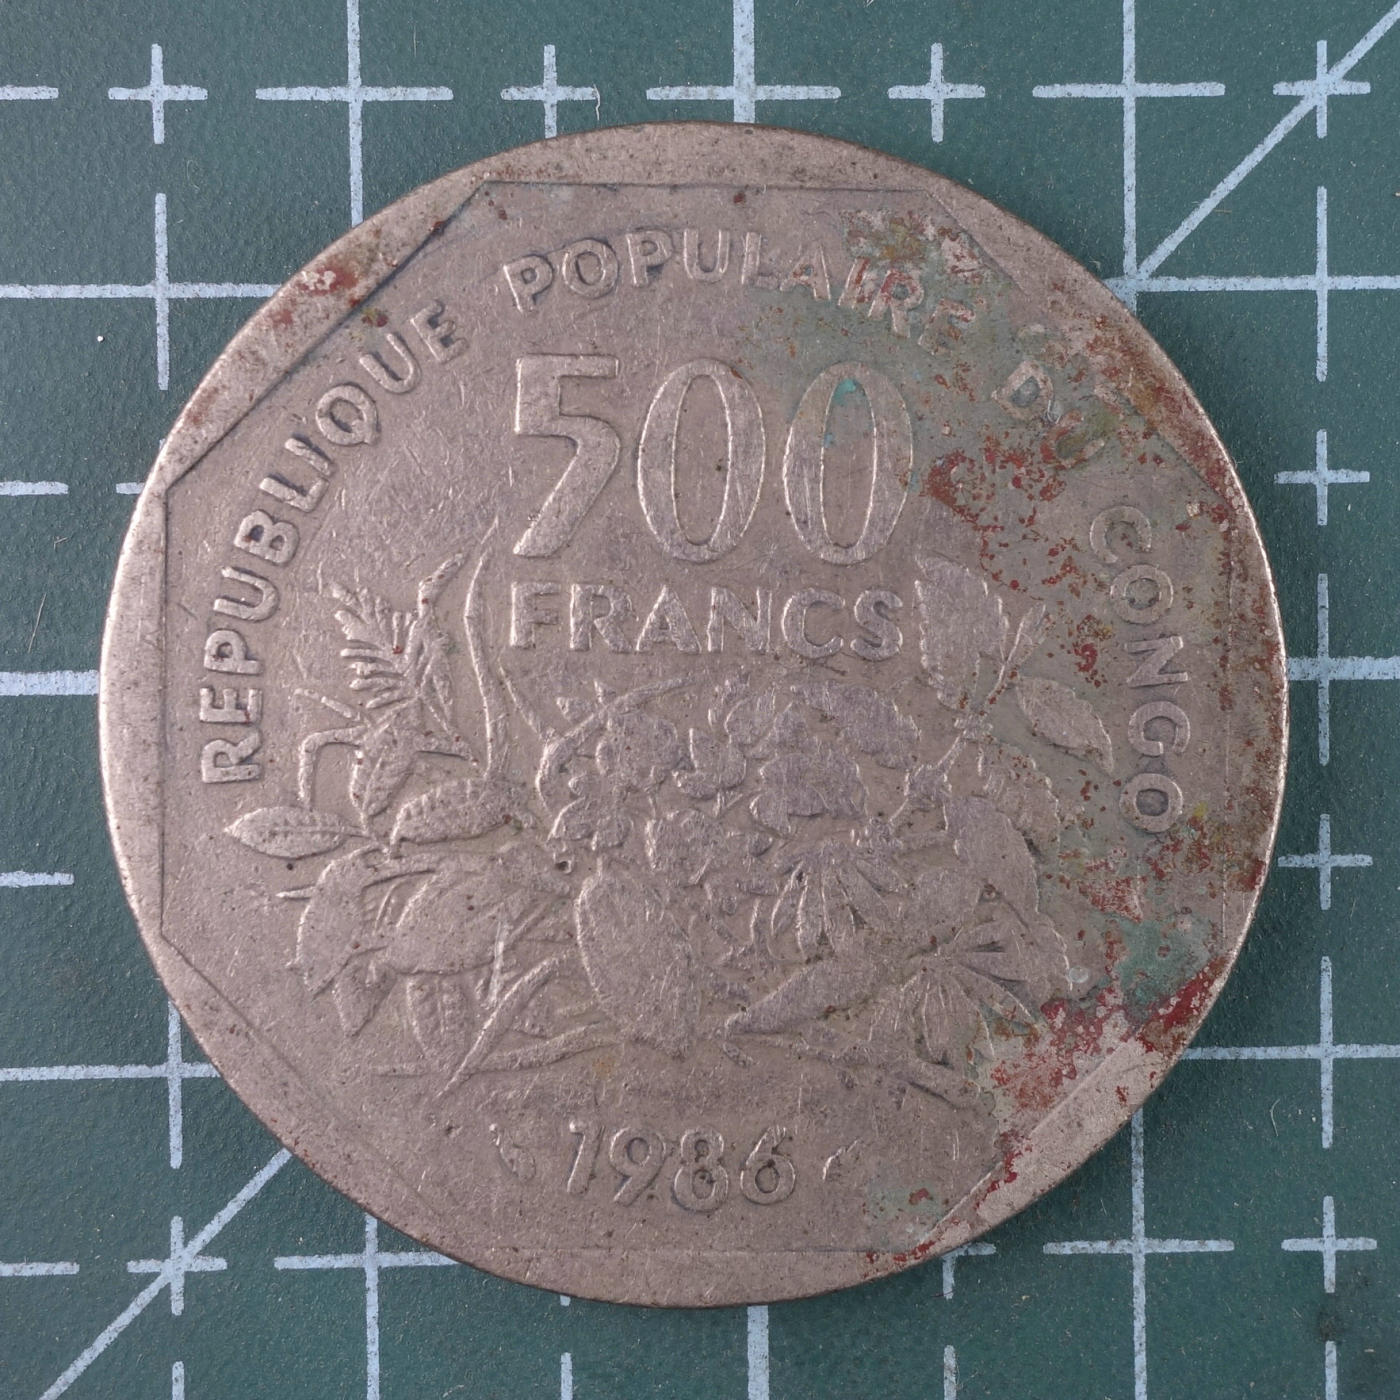 REPUBLIQUE POPULAIRE DU CONGO
500
FRANCS
1986